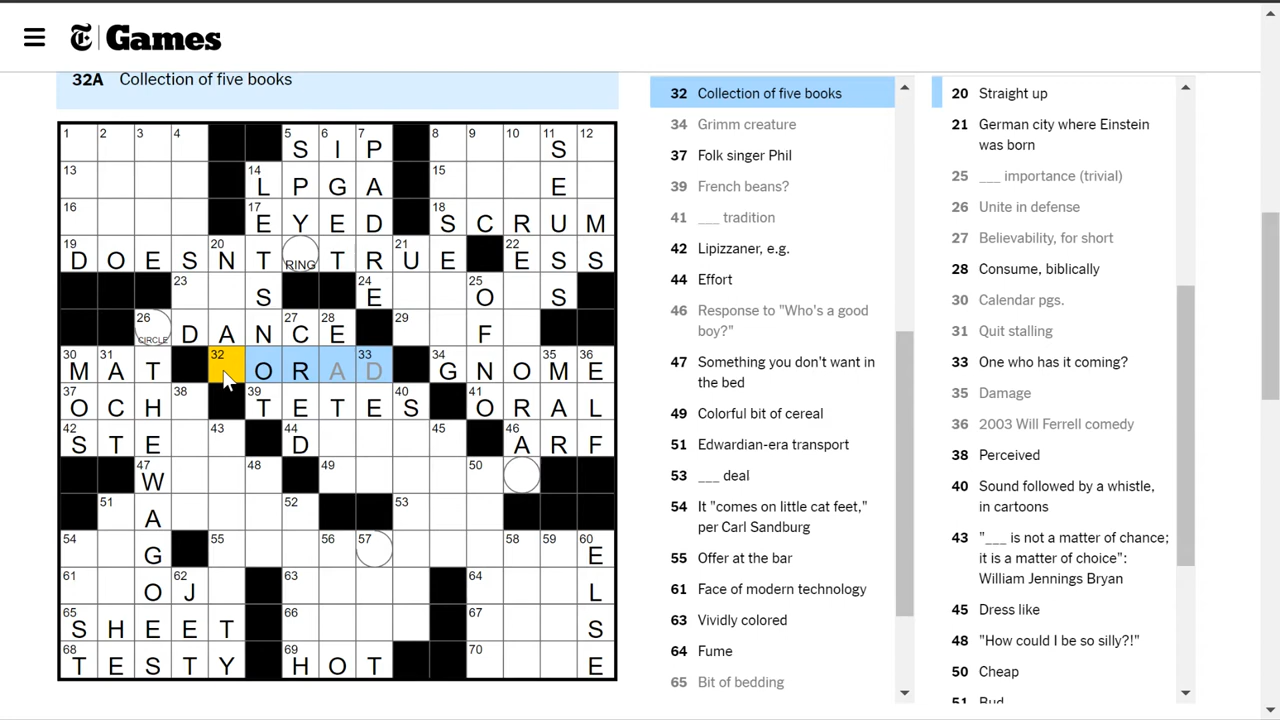 Games
32A Collection of five books
1 2 3 4 5 S 6 I 7 P 8 9 10 11 S 12
13 14 L P G A 15 E
16 17 E Y E D 18 S C R U M
19 D O E S 20 N T RING T R 21 U E 22 E S S
23 S 24 E 25 O S
26 CIRCLE D A N 27 C 28 E 29 F
30 M 31 A T 32 O R A 33 D 34 G N O 35 M 36 E
37 O C H 38 39 T E T E 40 S 41 O R A L
42 S T E 43 44 D 45 46 A R F
47 W 48 49 50
51 A 52 53
54 G 55 56 57 58 59 60 E
61 O 62 J 63 64 L
65 S H E E T 66 67 S
68 T E S T Y 69 H O T 70 E
32 Collection of five books
34 Grimm creature
37 Folk singer Phil
39 French beans?
41 ___ tradition
42 Lipizzaner, e.g.
44 Effort
46 Response to "Who's a good
boy?"
47 Something you don't want in
the bed
49 Colorful bit of cereal
51 Edwardian-era transport
53 ___ deal
54 It "comes on little cat feet,"
per Carl Sandburg
55 Offer at the bar
61 Face of modern technology
63 Vividly colored
64 Fume
65 Bit of bedding
20 Straight up
21 German city where Einstein
was born
25 ___ importance (trivial)
26 Unite in defense
27 Believability, for short
28 Consume, biblically
30 Calendar pgs.
31 Quit stalling
33 One who has it coming?
35 Damage
36 2003 Will Ferrell comedy
38 Perceived
40 Sound followed by a whistle,
in cartoons
43 "___ is not a matter of chance;
it is a matter of choice":
William Jennings Bryan
45 Dress like
48 "How could I be so silly?!"
50 Cheap
51 Bud